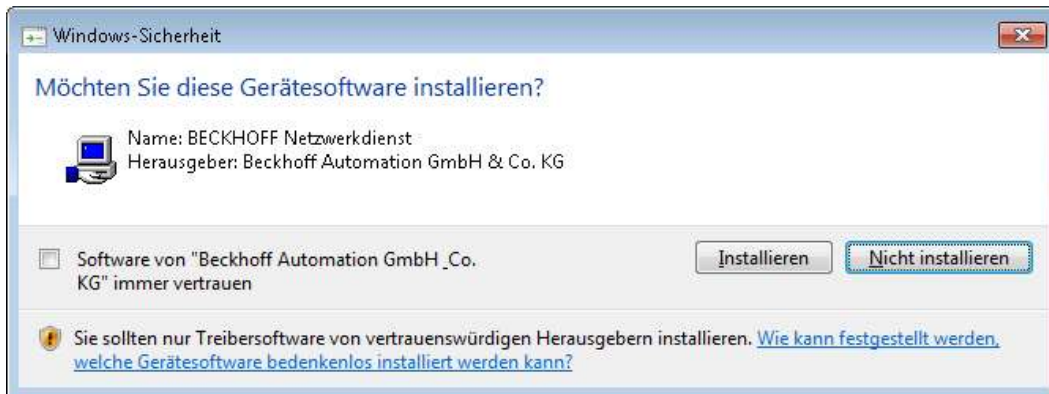 Windows-Sicherheit
Möchten Sie diese Gerätesoftware installieren?
Name: BECKHOFF Netzwerkdienst
Herausgeber: Beckhoff Automation GmbH & Co. KG
Software von "Beckhoff Automation GmbH _Co.
KG" immer vertrauen
Installieren
Nicht installieren
Sie sollten nur Treibersoftware von vertrauenswürdigen Herausgebern installieren. Wie kann festgestellt werden,
welche Gerätesoftware bedenkenlos installiert werden kann?